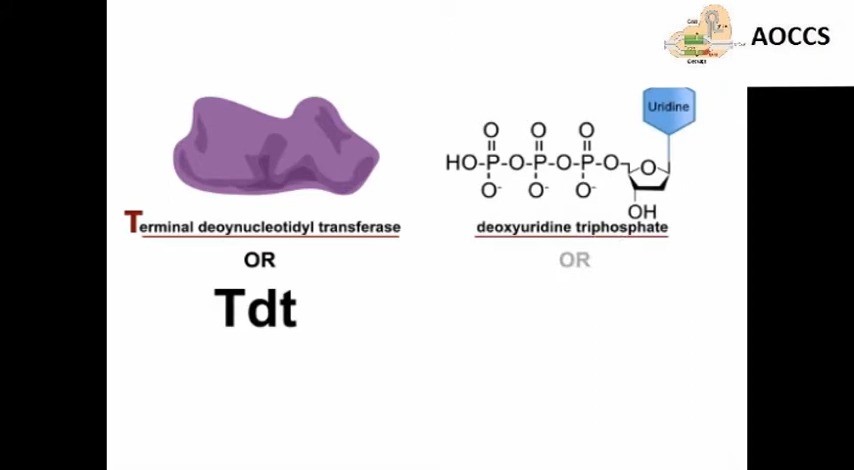 AOCCS
Uridine
O O O
HO-P-O-P-O-P-O
O- O- O- O
OH
Terminal deoynucleotidyl transferase
deoxyuridine triphosphate
OR
OR
Tdt